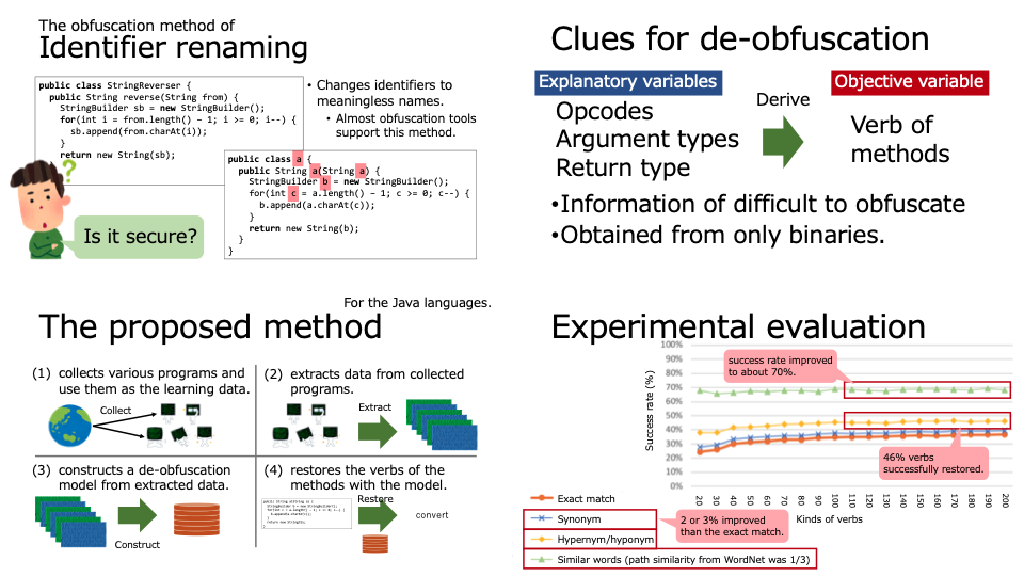 The obfuscation method of
Identifier renaming
public class StringReverser {
public String reverse(String from) {
StringBuilder sb = new StringBuilder();
for(int i = from.length() – 1; i >= 0; i--) {
sb.append(from.charAt(i));
}
return new String(sb);
• Changes identifiers to
meaningless names.
• Almost obfuscation tools
support this method.
public class a {
public String a(String a) {
StringBuilder b = new StringBuilder();
for(int c = a.length() – 1; c >= 0; c--) {
b.append(a.charAt(c));
}
return new String(b);
}
}
?
Is it secure?
Clues for de-obfuscation
Explanatory variables
Opcodes
Argument types
Return type
Derive
Objective variable
Verb of
methods
•Information of difficult to obfuscate
•Obtained from only binaries.
For the Java languages.
The proposed method
(1) collects various programs and
use them as the learning data.
Collect
(2) extracts data from collected
programs.
Extract
(3) constructs a de-obfuscation
model from extracted data.
Construct
(4) restores the verbs of the
methods with the model.
Restore
convert
Experimental evaluation
Success rate (%)
100%
90%
80%
70%
60%
50%
40%
30%
20%
10%
0%
success rate improved
to about 70%.
46% verbs
successfully restored.
20 30 40 50 60 70 80 90 100 110 120 130 140 150 160 170 180 190 200
Kinds of verbs
Exact match
Synonym
Hypernym/hyponym
Similar words (path similarity from WordNet was 1/3)
2 or 3% improved
than the exact match.